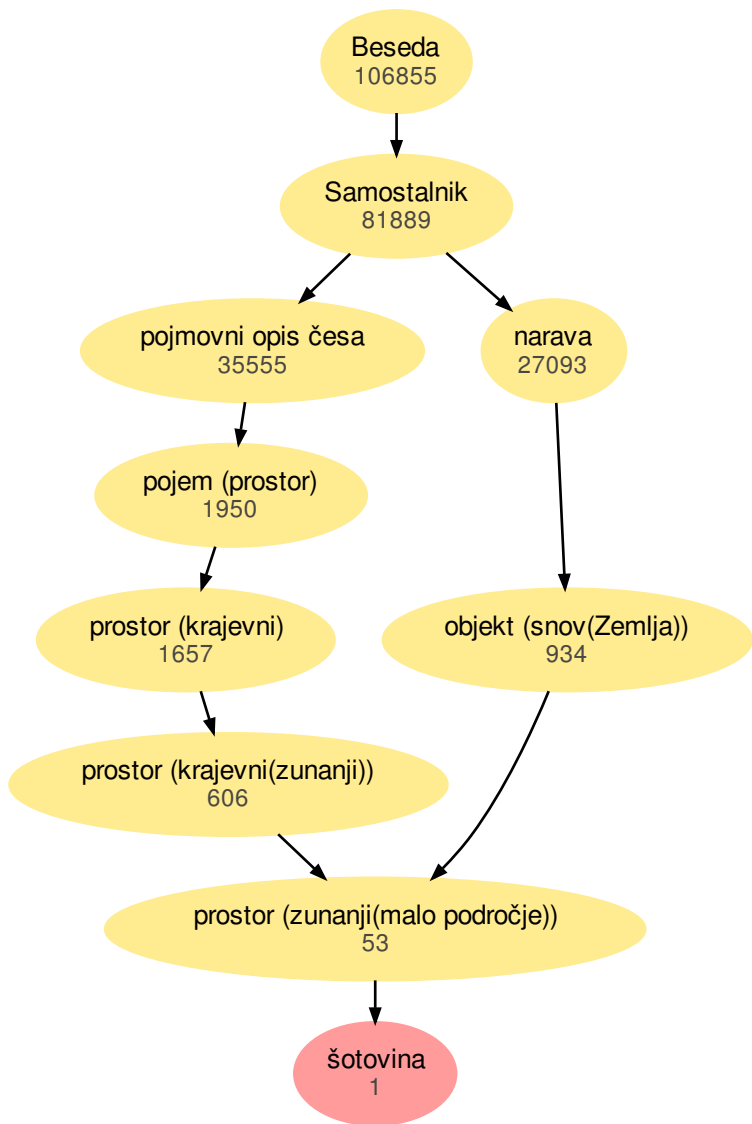 Beseda
106855
Samostalnik
81889
pojmovni opis česa
35555
narava
27093
pojem (prostor)
1950
prostor (krajevni)
1657
objekt (snov(Zemlja))
934
prostor (krajevni(zunanji))
606
prostor (zunanji(malo področje))
53
šotovina
1